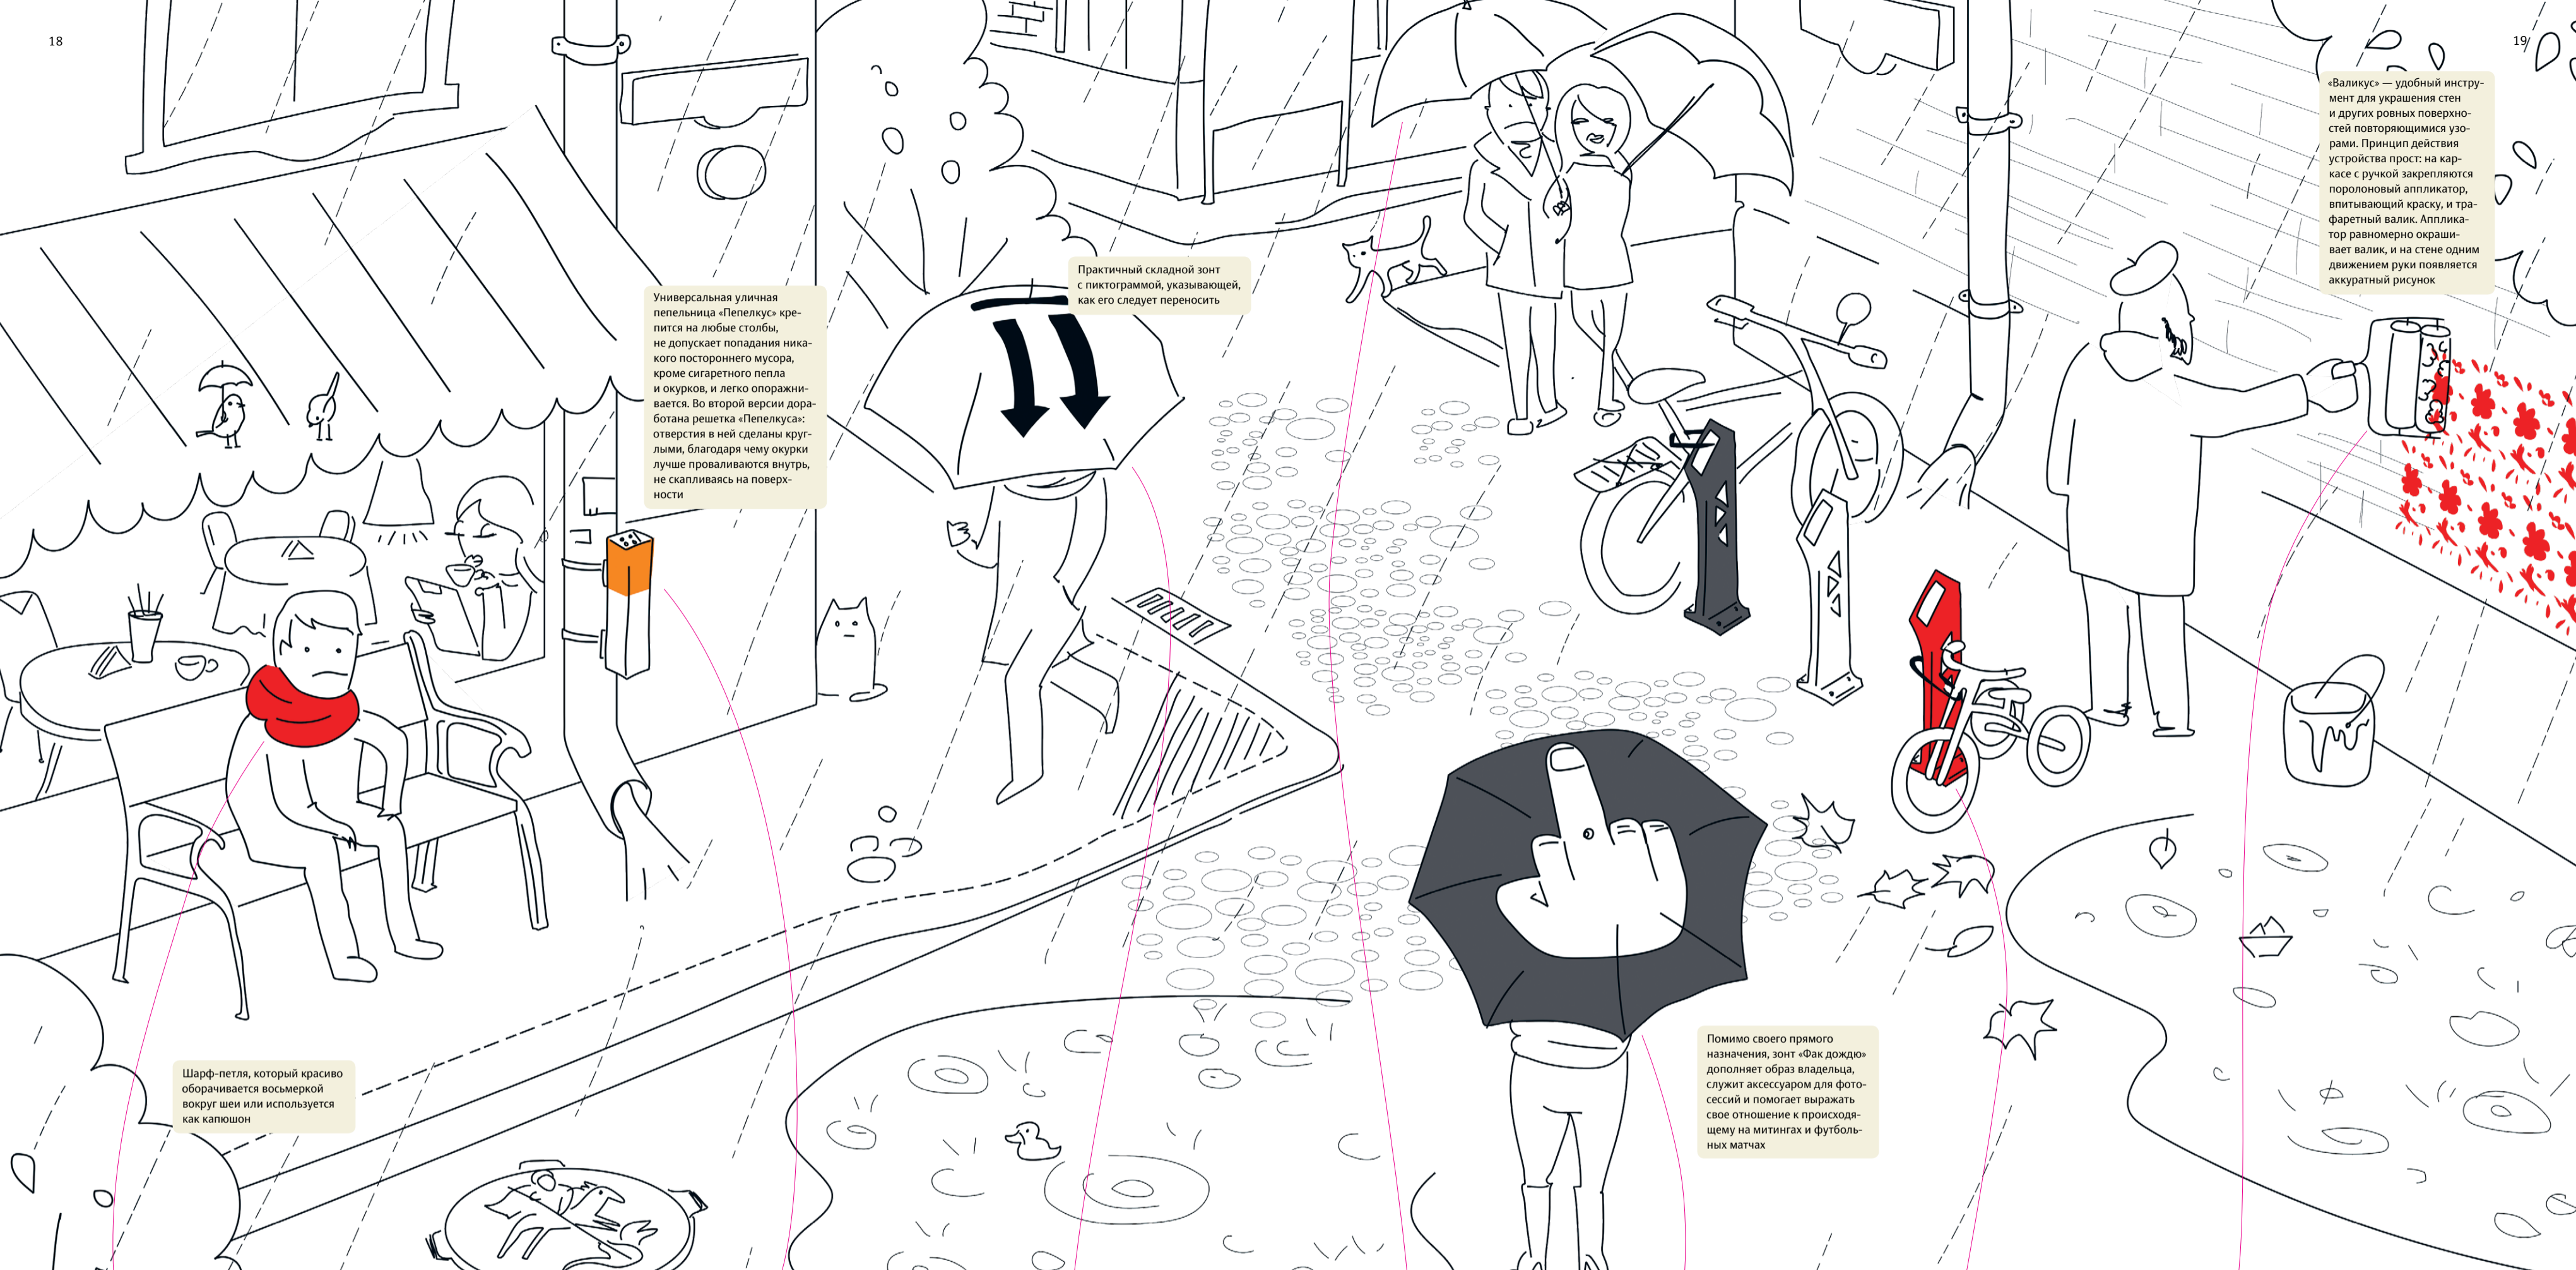 18
19
Универсальная уличная
пепельница «Пепелкус» кре-
пится на любые столбы,
не допускает попадания ника-
кого постороннего мусора,
кроме сигаретного пепла
и окурков, и легко опоражни-
вается. Во второй версии дора-
ботана решетка «Пепелкуса»:
отверстия в ней сделаны круг-
лыми, благодаря чему окурки
лучше проваливаются внутрь,
не скапливаясь на поверх-
ности
Практичный складной зонт
с пиктограммой, указывающей,
как его следует переносить
«Валикус» — удобный инстру-
мент для украшения стен
и других ровных поверхно-
стей повторяющимися узо-
рами. Принцип действия
устройства прост: на кар-
касе с ручкой закрепляются
поролоновый аппликатор,
впитывающий краску, и тра-
фаретный валик. Апплика-
тор равномерно окраши-
вает валик, и на стене одним
движением руки появляется
аккуратный рисунок
Шарф-петля, который красиво
оборачивается восьмеркой
вокруг шеи или используется
как капюшон
Помимо своего прямого
назначения, зонт «Фак дождю»
дополняет образ владельца,
служит аксессуаром для фото-
сессий и помогает выражать
свое отношение к происходя-
щему на митингах и футболь-
ных матчах